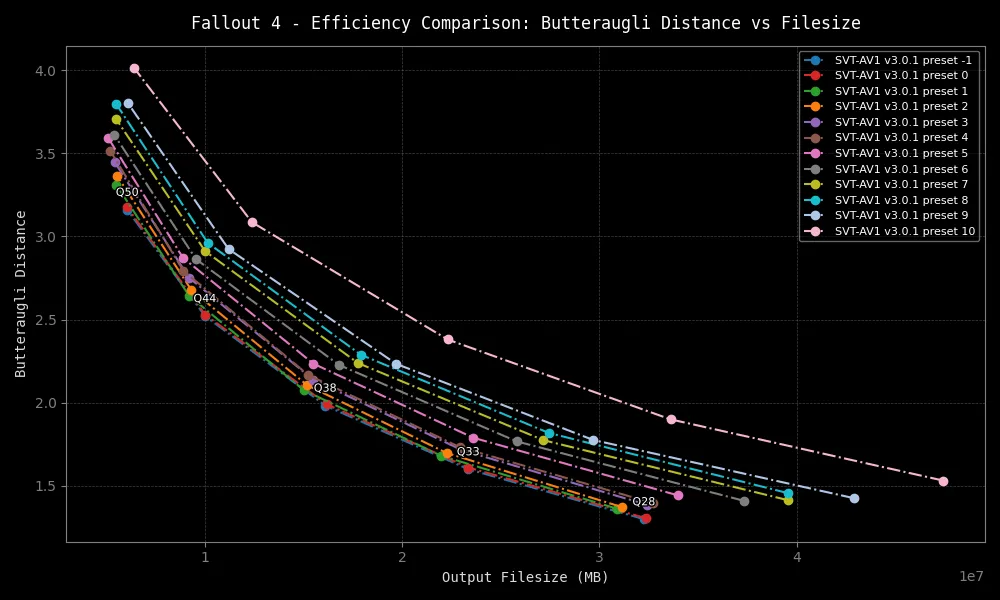 Fallout 4 - Efficiency Comparison: Butteraugli Distance vs Filesize
4.0
3.5
3.0
2.5
2.0
1.5
Butteraugli Distance
SVT-AV1 v3.0.1 preset -1
SVT-AV1 v3.0.1 preset 0
SVT-AV1 v3.0.1 preset 1
SVT-AV1 v3.0.1 preset 2
SVT-AV1 v3.0.1 preset 3
SVT-AV1 v3.0.1 preset 4
SVT-AV1 v3.0.1 preset 5
SVT-AV1 v3.0.1 preset 6
SVT-AV1 v3.0.1 preset 7
SVT-AV1 v3.0.1 preset 8
SVT-AV1 v3.0.1 preset 9
SVT-AV1 v3.0.1 preset 10
Q50
Q44
Q38
Q33
Q28
1 2 3 4
1e7
Output Filesize (MB)